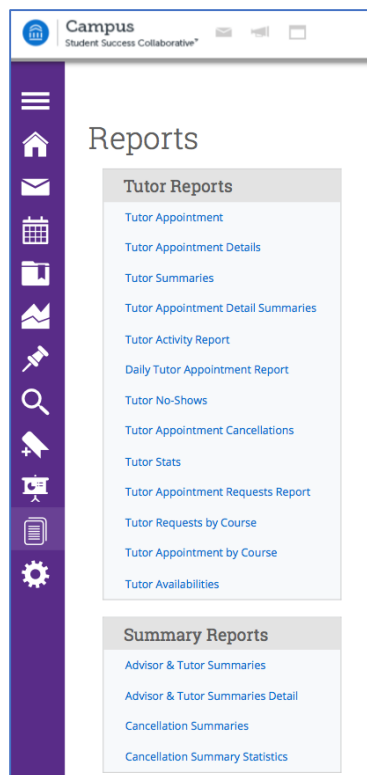 Campus
Student Success Collaborative™
Reports
Tutor Reports
Tutor Appointment
Tutor Appointment Details
Tutor Summaries
Tutor Appointment Detail Summaries
Tutor Activity Report
Daily Tutor Appointment Report
Tutor No-Shows
Tutor Appointment Cancellations
Tutor Stats
Tutor Appointment Requests Report
Tutor Requests by Course
Tutor Appointment by Course
Tutor Availabilities
Summary Reports
Advisor & Tutor Summaries
Advisor & Tutor Summaries Detail
Cancellation Summaries
Cancellation Summary Statistics